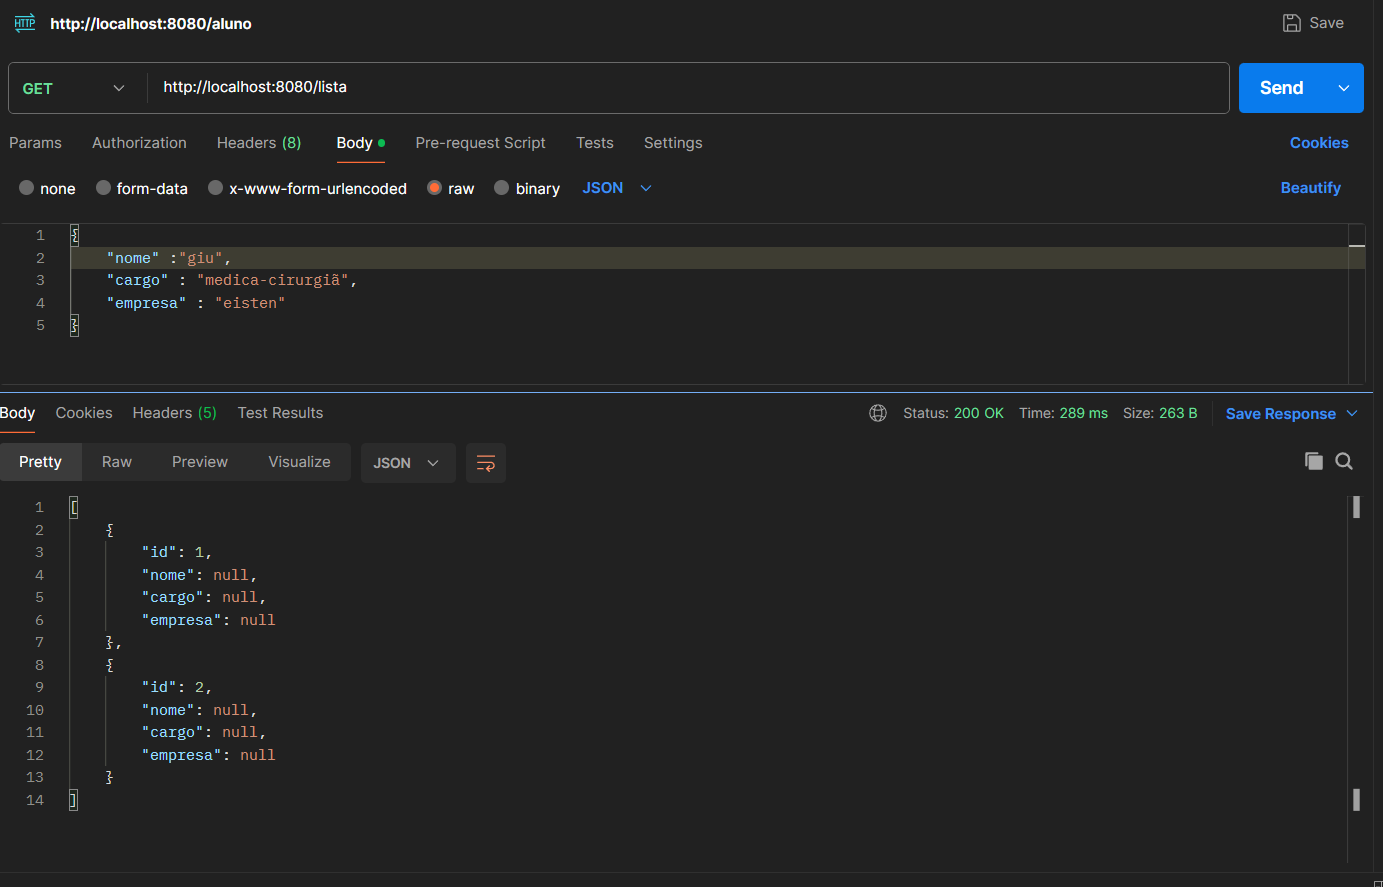 HTTP http://localhost:8080/aluno Save
GET http://localhost:8080/lista Send
Params Authorization Headers (8) Body Pre-request Script Tests Settings Cookies
none form-data x-www-form-urlencoded raw binary JSON Beautify
1 {
2 "nome" :"giu",
3 "cargo" : "medica-cirurgiã",
4 "empresa" : "eisten"
5 }
Body Cookies Headers (5) Test Results Status: 200 OK Time: 289 ms Size: 263 B Save Response
Pretty Raw Preview Visualize JSON
1 [
2 {
3 "id": 1,
4 "nome": null,
5 "cargo": null,
6 "empresa": null
7 },
8 {
9 "id": 2,
10 "nome": null,
11 "cargo": null,
12 "empresa": null
13 }
14 ]